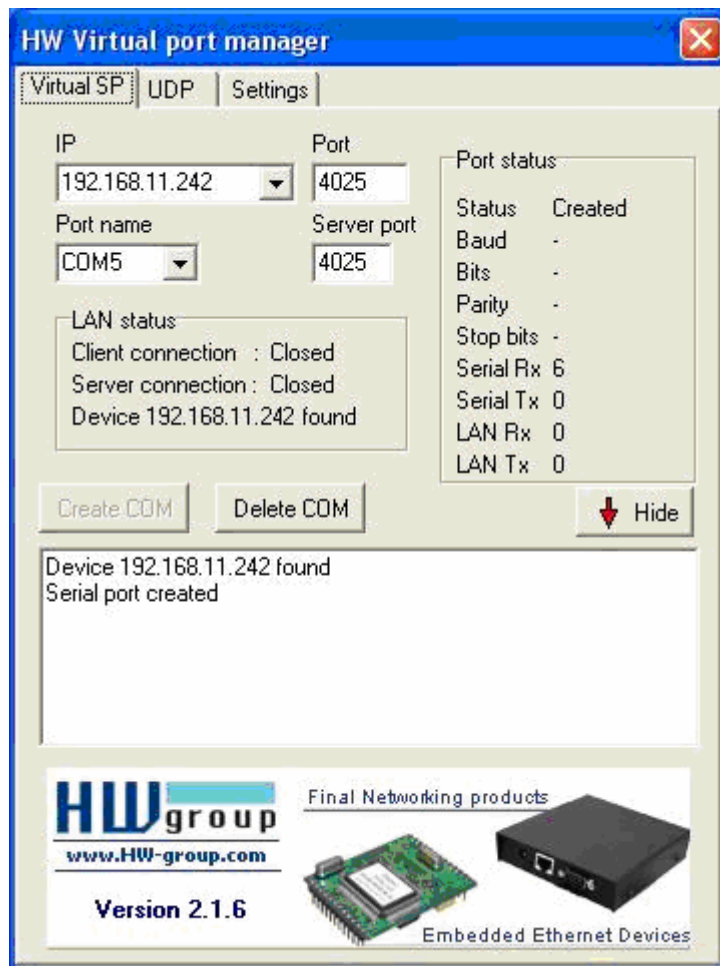 HW Virtual port manager
Virtual SP UDP Settings
IP Port
192.168.11.242 4025
Port name Server port
COM5 4025
LAN status
Client connection : Closed
Server connection : Closed
Device 192.168.11.242 found
Port status
Status Created
Baud -
Bits -
Parity -
Stop bits -
Serial Rx 6
Serial Tx 0
LAN Rx 0
LAN Tx 0
Create COM Delete COM Hide
Device 192.168.11.242 found
Serial port created
HW group
www.HW-group.com
Version 2.1.6
Final Networking products
Embedded Ethernet Devices